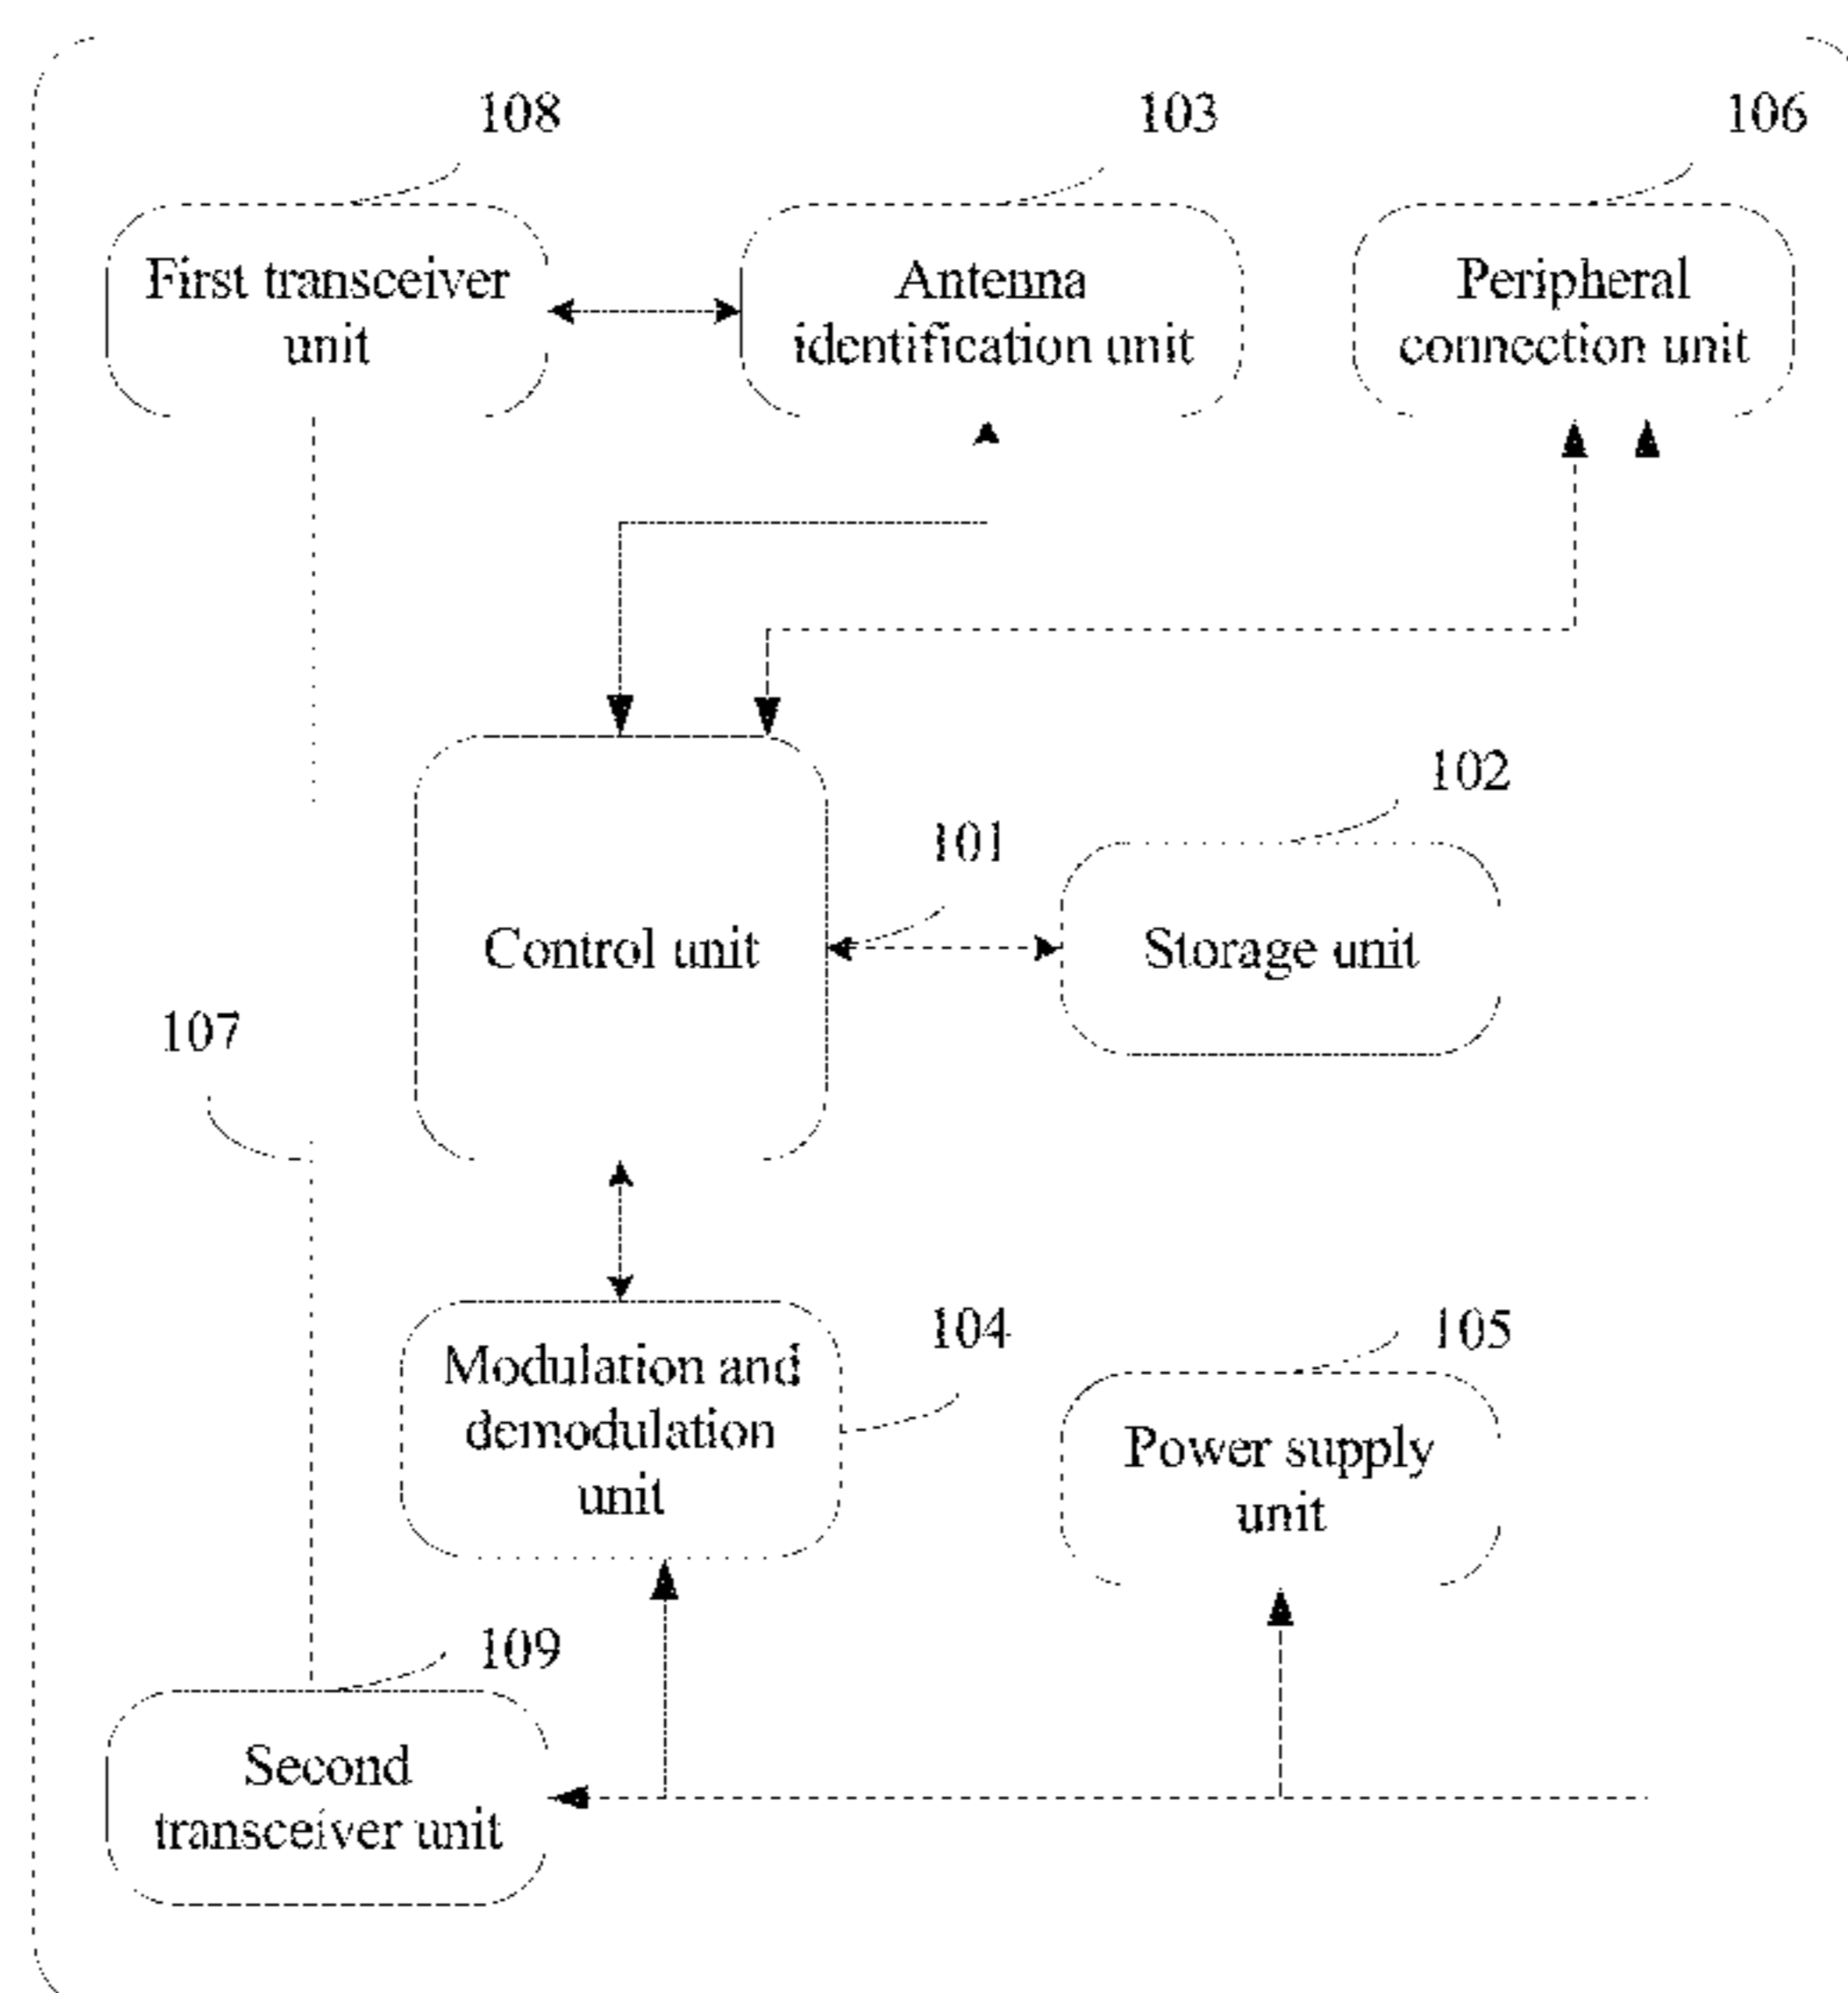 108
103
106
First transceiver
unit
Antenna
identification unit
Peripheral
connection unit
102
101
Control unit
Storage unit
107
104
105
Modulation and
demodulation
unit
Power supply
unit
109
Second
transceiver unit